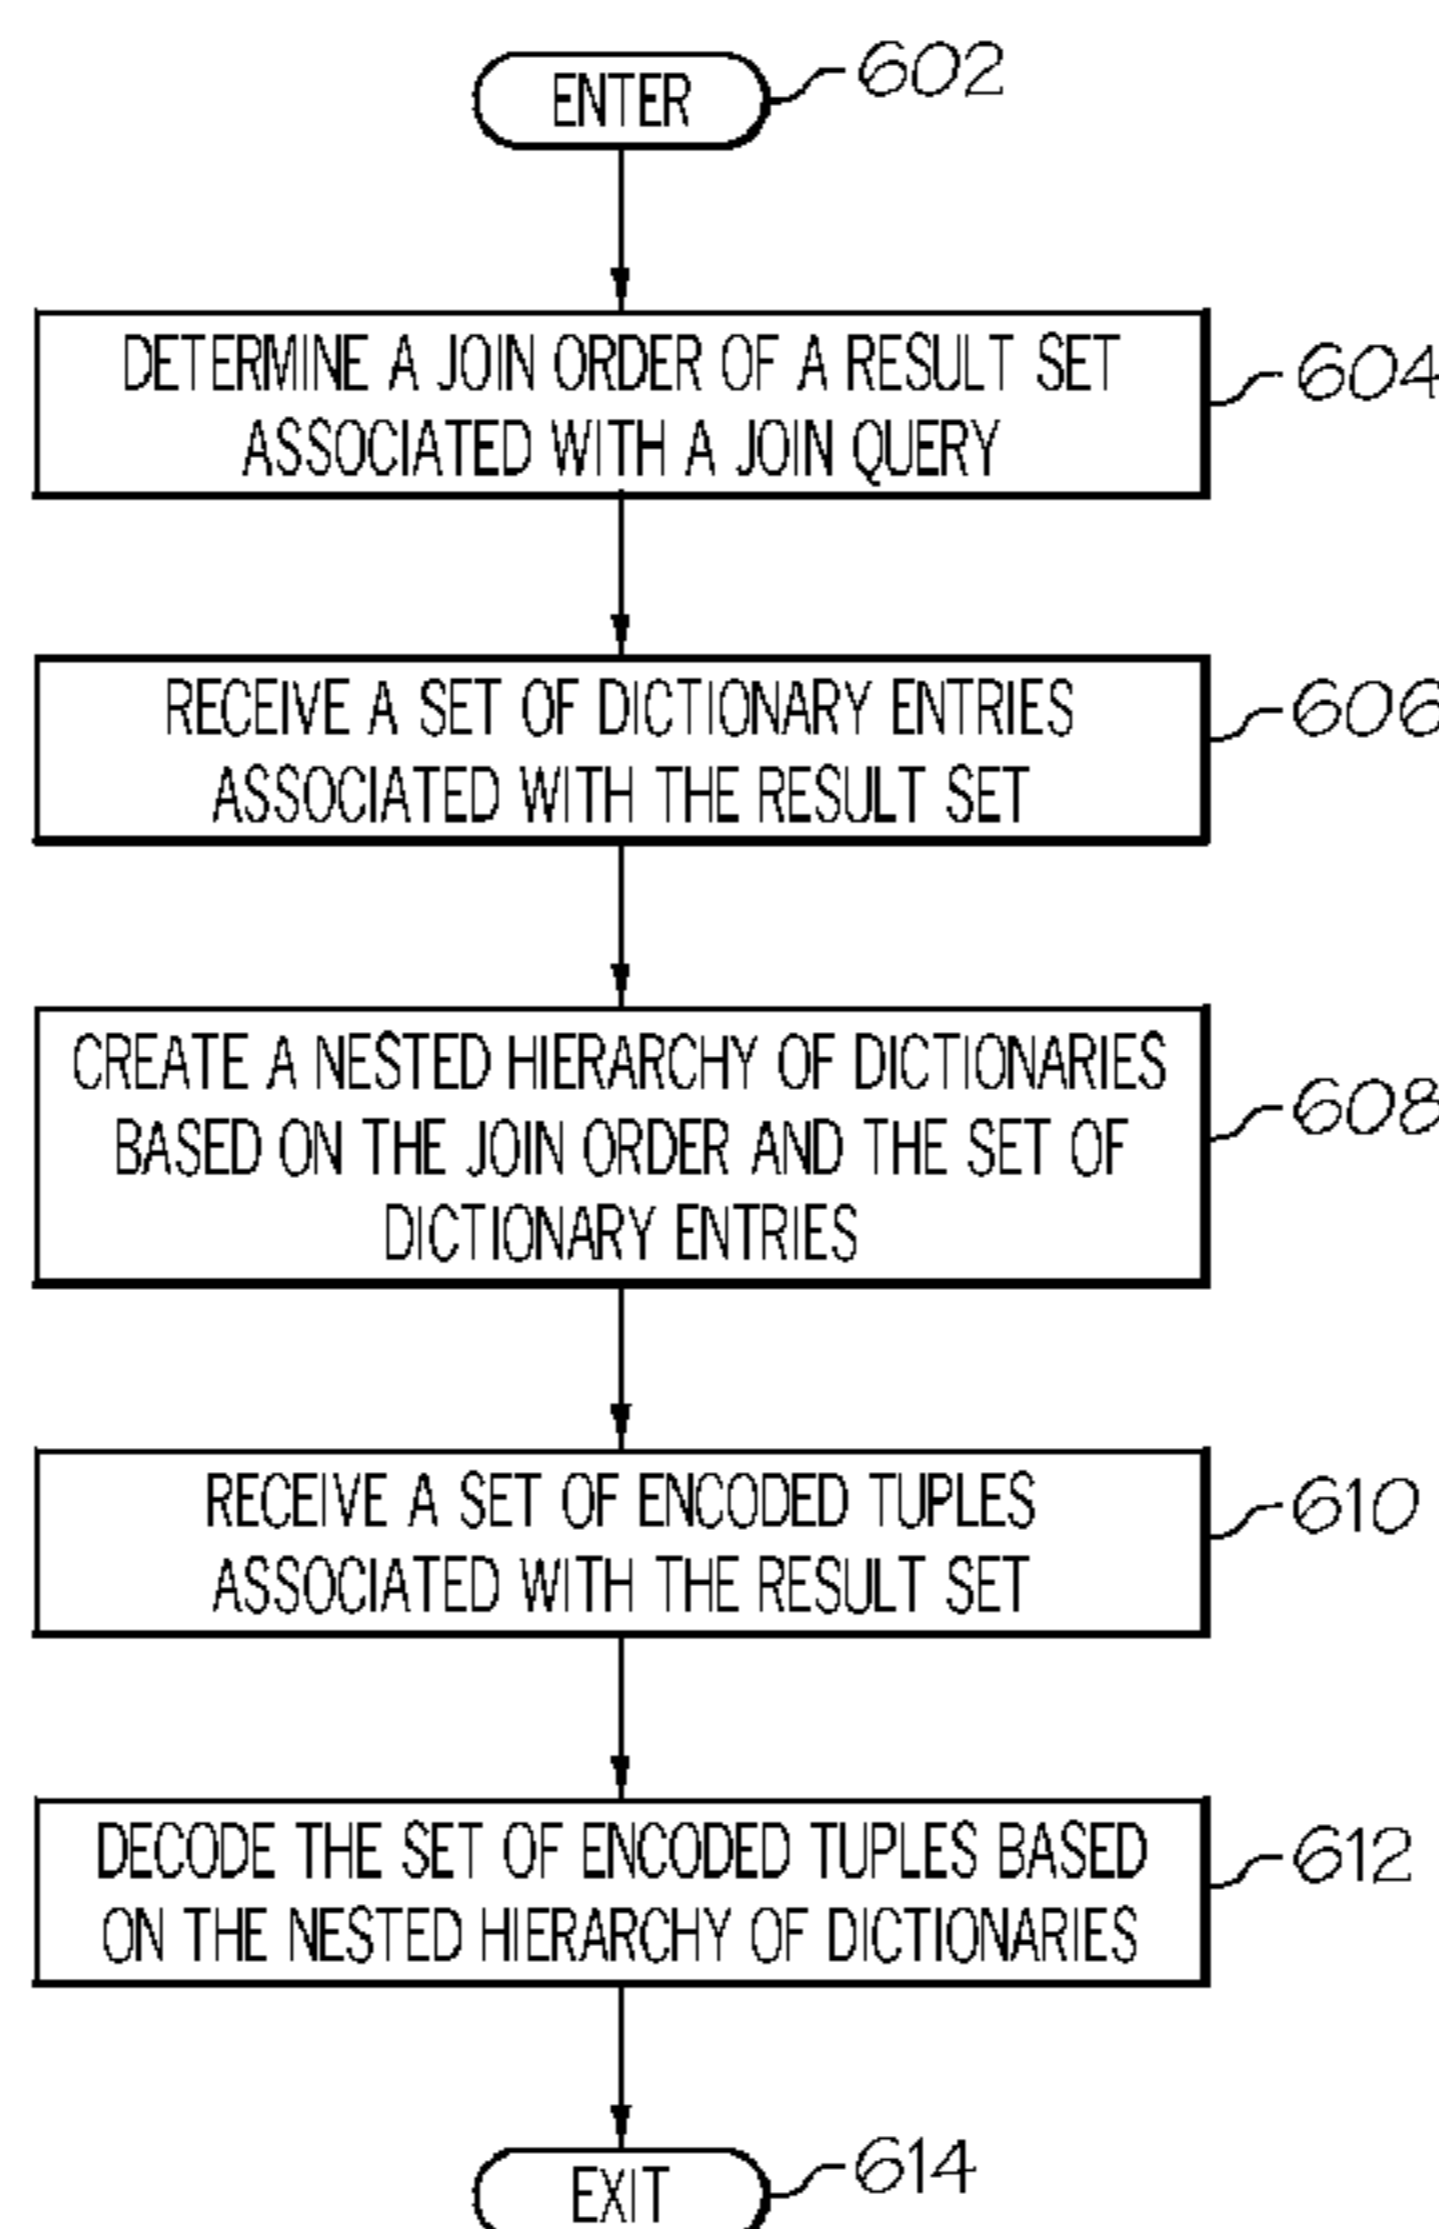 ENTER
602
DETERMINE A JOIN ORDER OF A RESULT SET
ASSOCIATED WITH A JOIN QUERY
604
RECEIVE A SET OF DICTIONARY ENTRIES
ASSOCIATED WITH THE RESULT SET
606
CREATE A NESTED HIERARCHY OF DICTIONARIES
BASED ON THE JOIN ORDER AND THE SET OF
DICTIONARY ENTRIES
608
RECEIVE A SET OF ENCODED TUPLES
ASSOCIATED WITH THE RESULT SET
610
DECODE THE SET OF ENCODED TUPLES BASED
ON THE NESTED HIERARCHY OF DICTIONARIES
612
EXIT
614